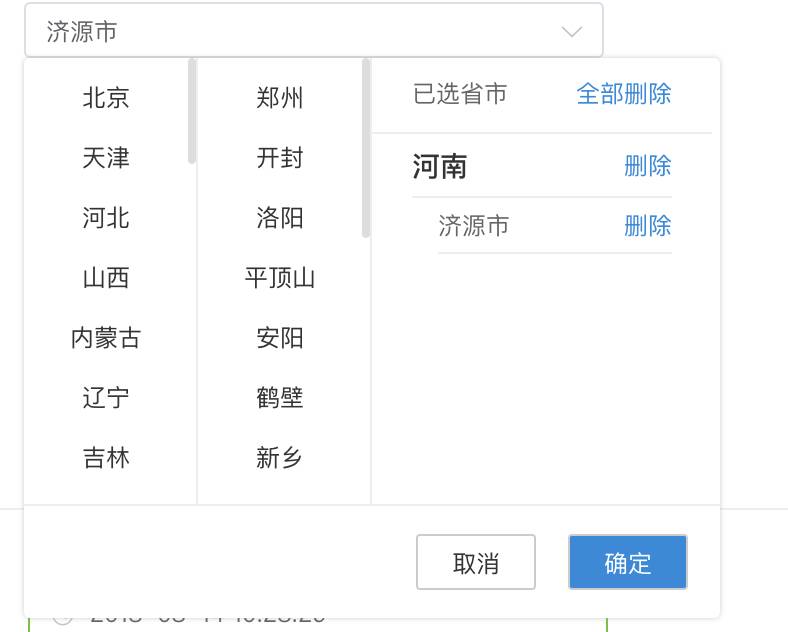 济源市
北京
天津
河北
山西
内蒙古
辽宁
吉林
郑州
开封
洛阳
平顶山
安阳
鹤壁
新乡
已选省市 全部删除
河南 删除
济源市 删除
取消 确定